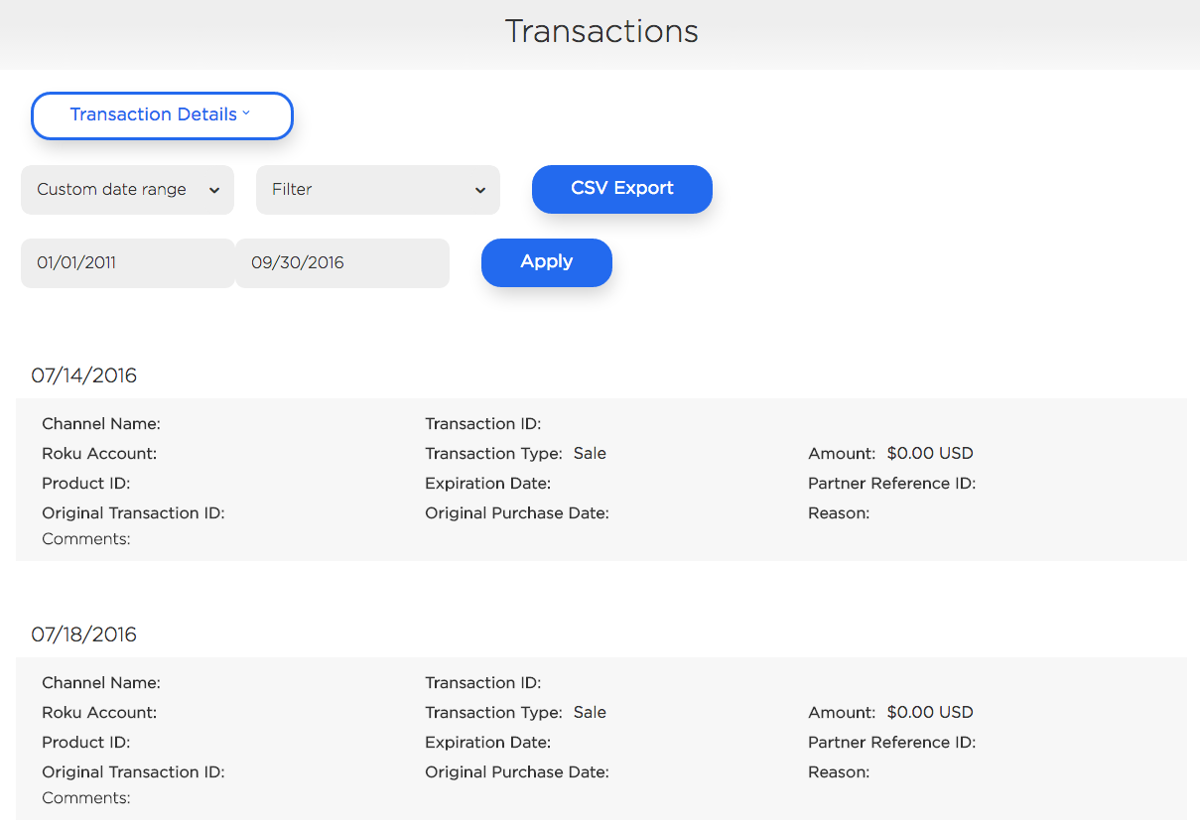 Transactions
Transaction Details
Custom date range Filter CSV Export
01/01/2011 09/30/2016 Apply
07/14/2016
Channel Name: Transaction ID:
Roku Account: Transaction Type: Sale Amount: $0.00 USD
Product ID: Expiration Date: Partner Reference ID:
Original Transaction ID: Original Purchase Date: Reason:
Comments:
07/18/2016
Channel Name: Transaction ID:
Roku Account: Transaction Type: Sale Amount: $0.00 USD
Product ID: Expiration Date: Partner Reference ID:
Original Transaction ID: Original Purchase Date: Reason:
Comments: